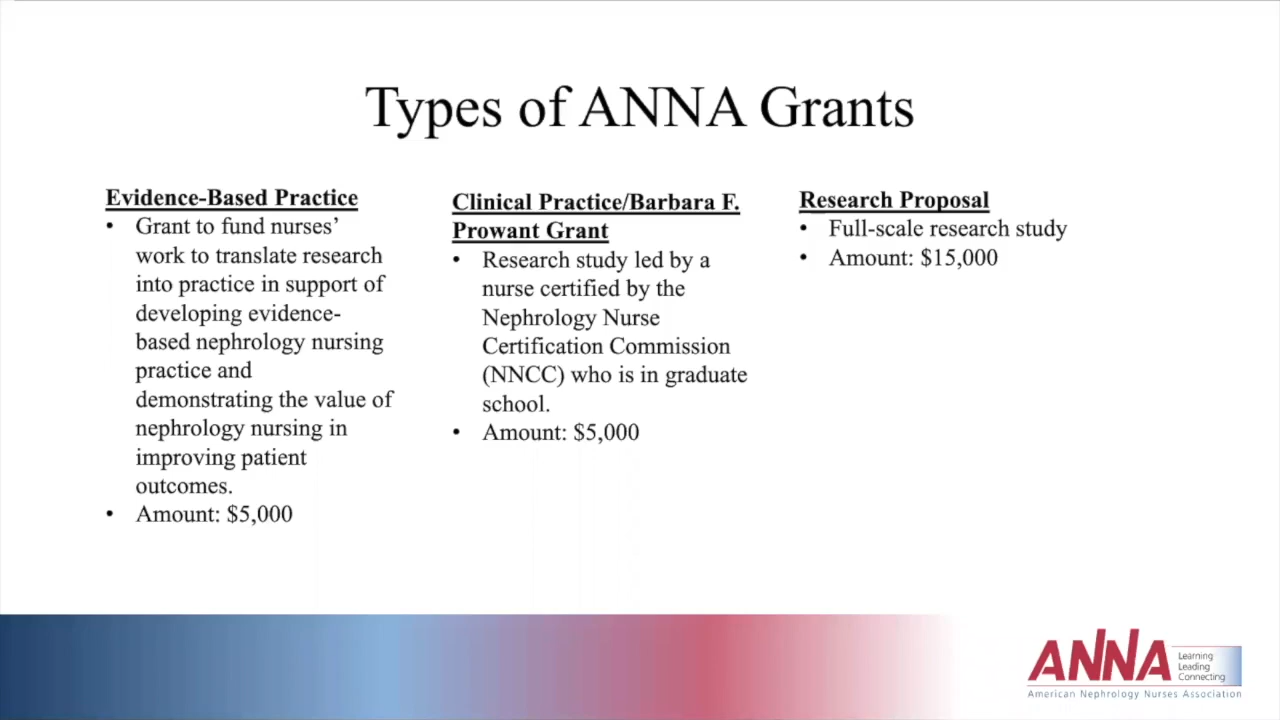 Types of ANNA Grants
Evidence-Based Practice
• Grant to fund nurses’
work to translate research
into practice in support of
developing evidence-
based nephrology nursing
practice and
demonstrating the value of
nephrology nursing in
improving patient
outcomes.
• Amount: $5,000
Clinical Practice/Barbara F.
Prowant Grant
• Research study led by a
nurse certified by the
Nephrology Nurse
Certification Commission
(NNCC) who is in graduate
school.
• Amount: $5,000
Research Proposal
• Full-scale research study
• Amount: $15,000
ANNA
Learning
Leading
Connecting
American Nephrology Nurses Association